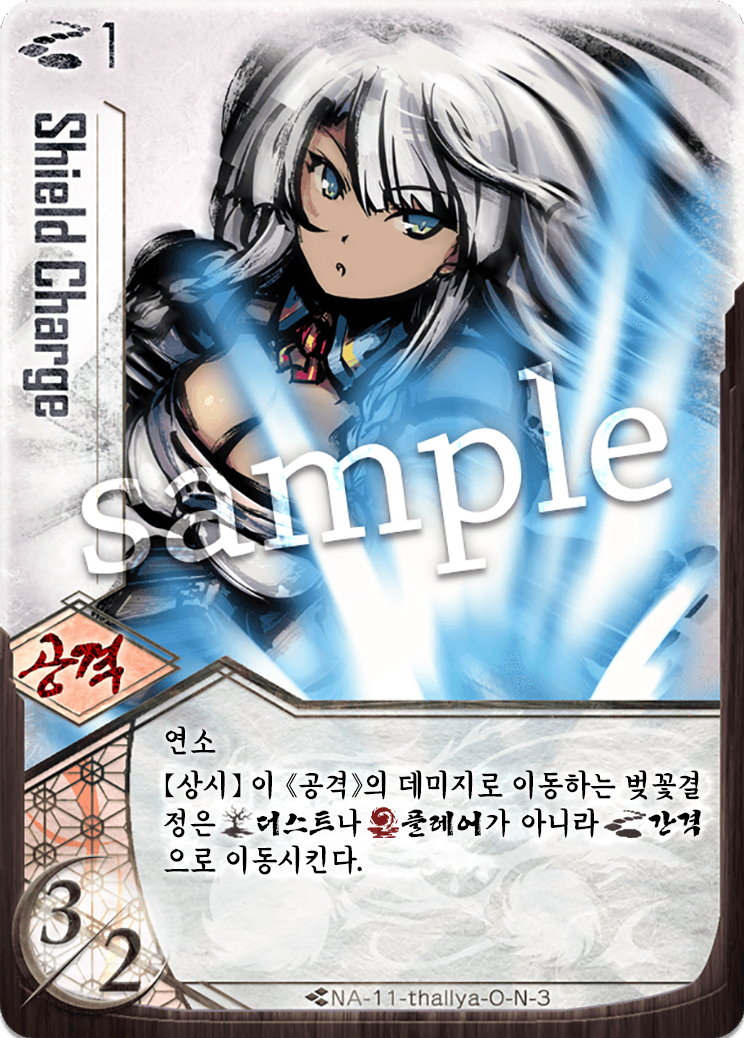 1
Shield Charge
sample
공격
연소
【상시】 이 《공격》의 데미지로 이동하는 벚꽃결
정은 더스트나 플레어가 아니라 간격
으로 이동시킨다.
3/2
NA-11-thallya-O-N-3